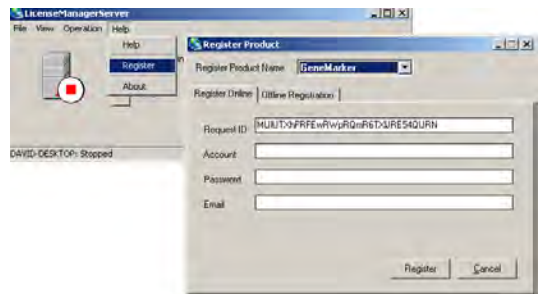 LicenseManagerServer
File View Operation Help
Help
Register
About
DAVID-DESKTOP: Stopped
Register Product
Register Product Name GeneMarker
Register Online Offline Registration
Request ID
Account
Password
Email
Register Cancel